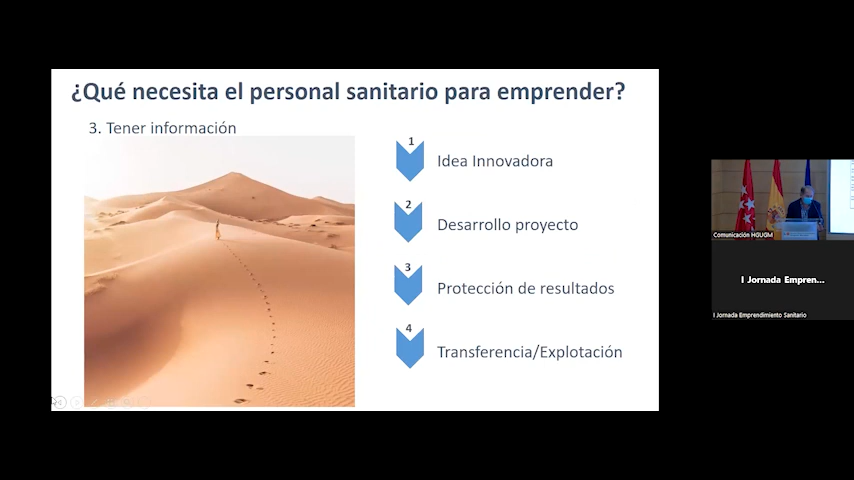 ¿Qué necesita el personal sanitario para emprender?
3. Tener información
1
Idea Innovadora
2
Desarrollo proyecto
3
Protección de resultados
4
Transferencia/Explotación
Comunicación HGUGM
I Jornada Empren...
I Jornada Emprendimiento Sanitario